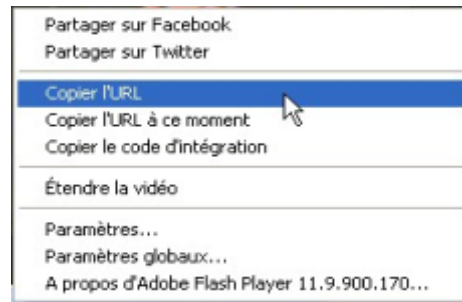 Partager sur Facebook
Partager sur Twitter
Copier l'URL
Copier l'URL à ce moment
Copier le code d'intégration
Étendre la vidéo
Paramètres...
Paramètres globaux...
A propos d'Adobe Flash Player 11.9.900.170...